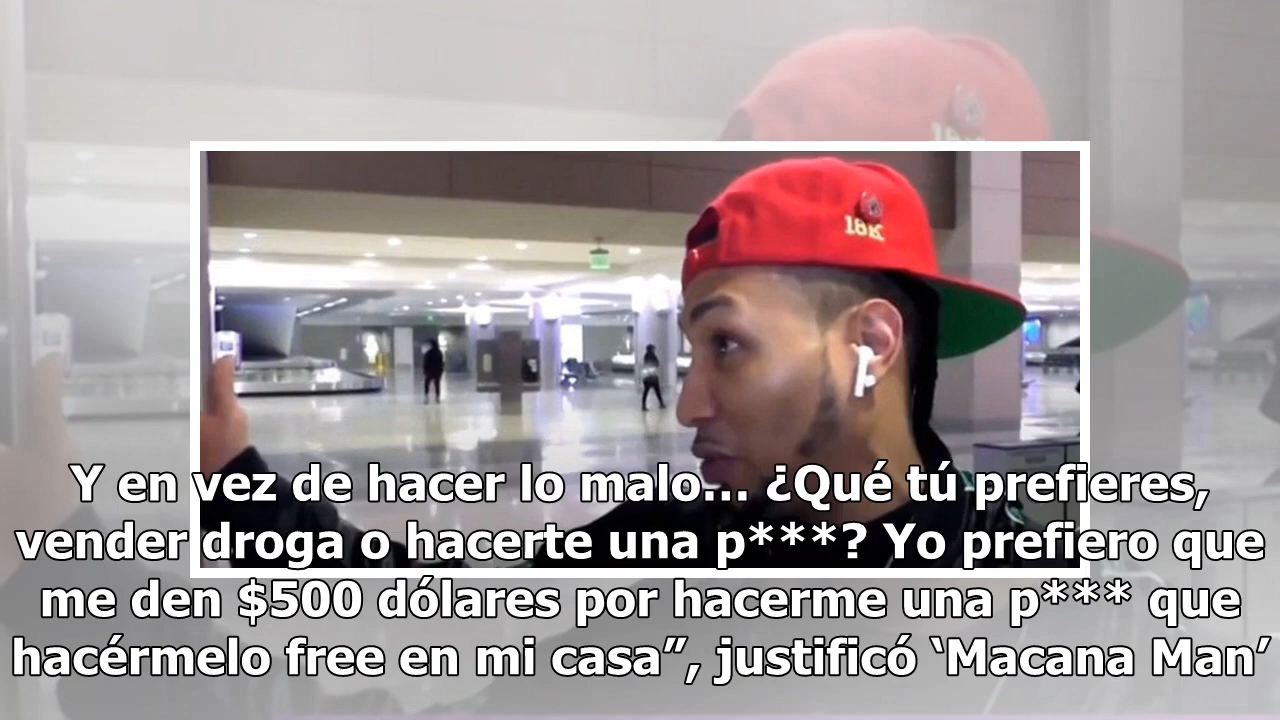 18K
Y en vez de hacer lo malo... ¿Qué tú prefieres,
vender droga o hacerte una p***? Yo prefiero que
me den $500 dólares por hacerme una p*** que
hacérmelo free en mi casa”, justificó ‘Macana Man’